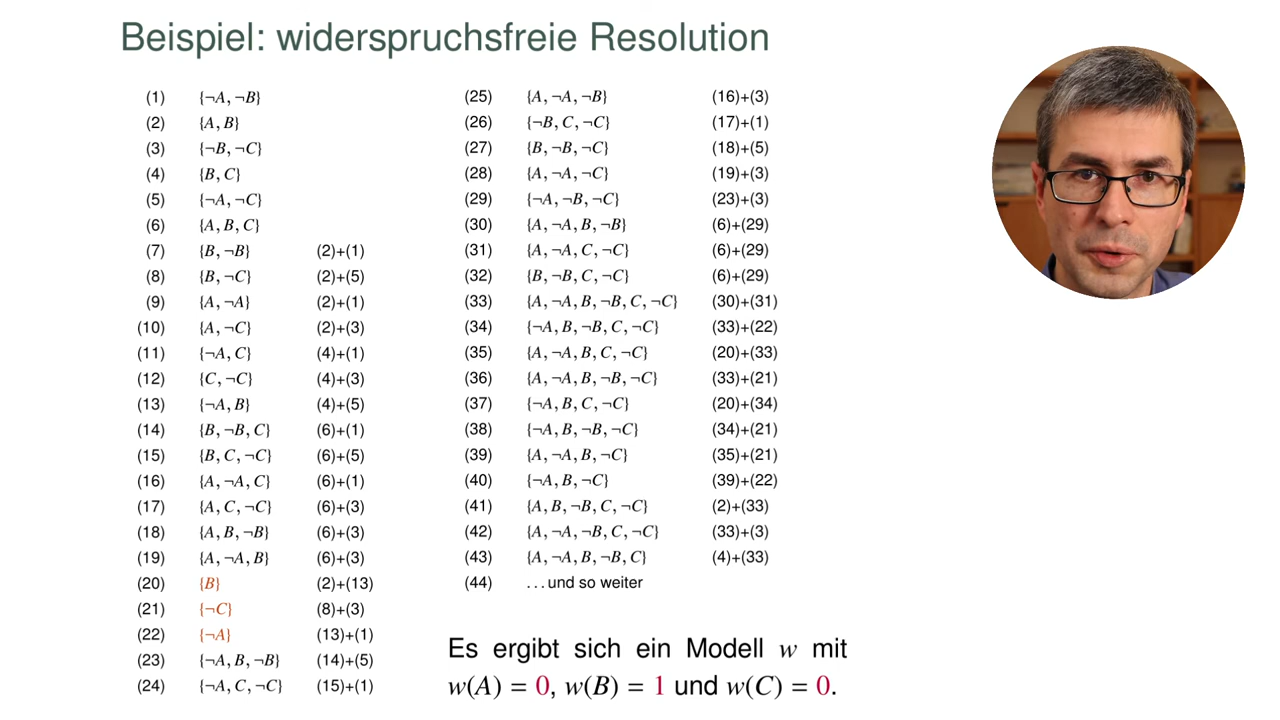 Beispiel: widerspruchsfreie Resolution
(1) {¬A, ¬B}
(2) {A, B}
(3) {¬B, ¬C}
(4) {B, C}
(5) {¬A, ¬C}
(6) {A, B, C}
(7) {B, ¬B} (2)+(1)
(8) {B, ¬C} (2)+(5)
(9) {A, ¬A} (2)+(1)
(10) {A, ¬C} (2)+(3)
(11) {¬A, C} (4)+(1)
(12) {C, ¬C} (4)+(3)
(13) {¬A, B} (4)+(5)
(14) {B, ¬B, C} (6)+(1)
(15) {B, C, ¬C} (6)+(5)
(16) {A, ¬A, C} (6)+(1)
(17) {A, C, ¬C} (6)+(3)
(18) {A, B, ¬B} (6)+(3)
(19) {A, ¬A, B} (6)+(3)
(20) {B} (2)+(13)
(21) {¬C} (8)+(3)
(22) {¬A} (13)+(1)
(23) {¬A, B, ¬B} (14)+(5)
(24) {¬A, C, ¬C} (15)+(1)
(25) {A, ¬A, ¬B} (16)+(3)
(26) {¬B, C, ¬C} (17)+(1)
(27) {B, ¬B, ¬C} (18)+(5)
(28) {A, ¬A, ¬C} (19)+(3)
(29) {¬A, ¬B, ¬C} (23)+(3)
(30) {A, ¬A, B, ¬B} (6)+(29)
(31) {A, ¬A, C, ¬C} (6)+(29)
(32) {B, ¬B, C, ¬C} (6)+(29)
(33) {A, ¬A, B, ¬B, C, ¬C} (30)+(31)
(34) {¬A, B, ¬B, C, ¬C} (33)+(22)
(35) {A, ¬A, B, C, ¬C} (20)+(33)
(36) {A, ¬A, B, ¬B, ¬C} (33)+(21)
(37) {¬A, B, C, ¬C} (20)+(34)
(38) {¬A, B, ¬B, ¬C} (34)+(21)
(39) {A, ¬A, B, ¬C} (35)+(21)
(40) {¬A, B, ¬C} (39)+(22)
(41) {A, B, ¬B, C, ¬C} (2)+(33)
(42) {A, ¬A, ¬B, C, ¬C} (33)+(3)
(43) {A, ¬A, B, ¬B, C} (4)+(33)
(44) …und so weiter
Es ergibt sich ein Modell w mit
w(A) = 0, w(B) = 1 und w(C) = 0.